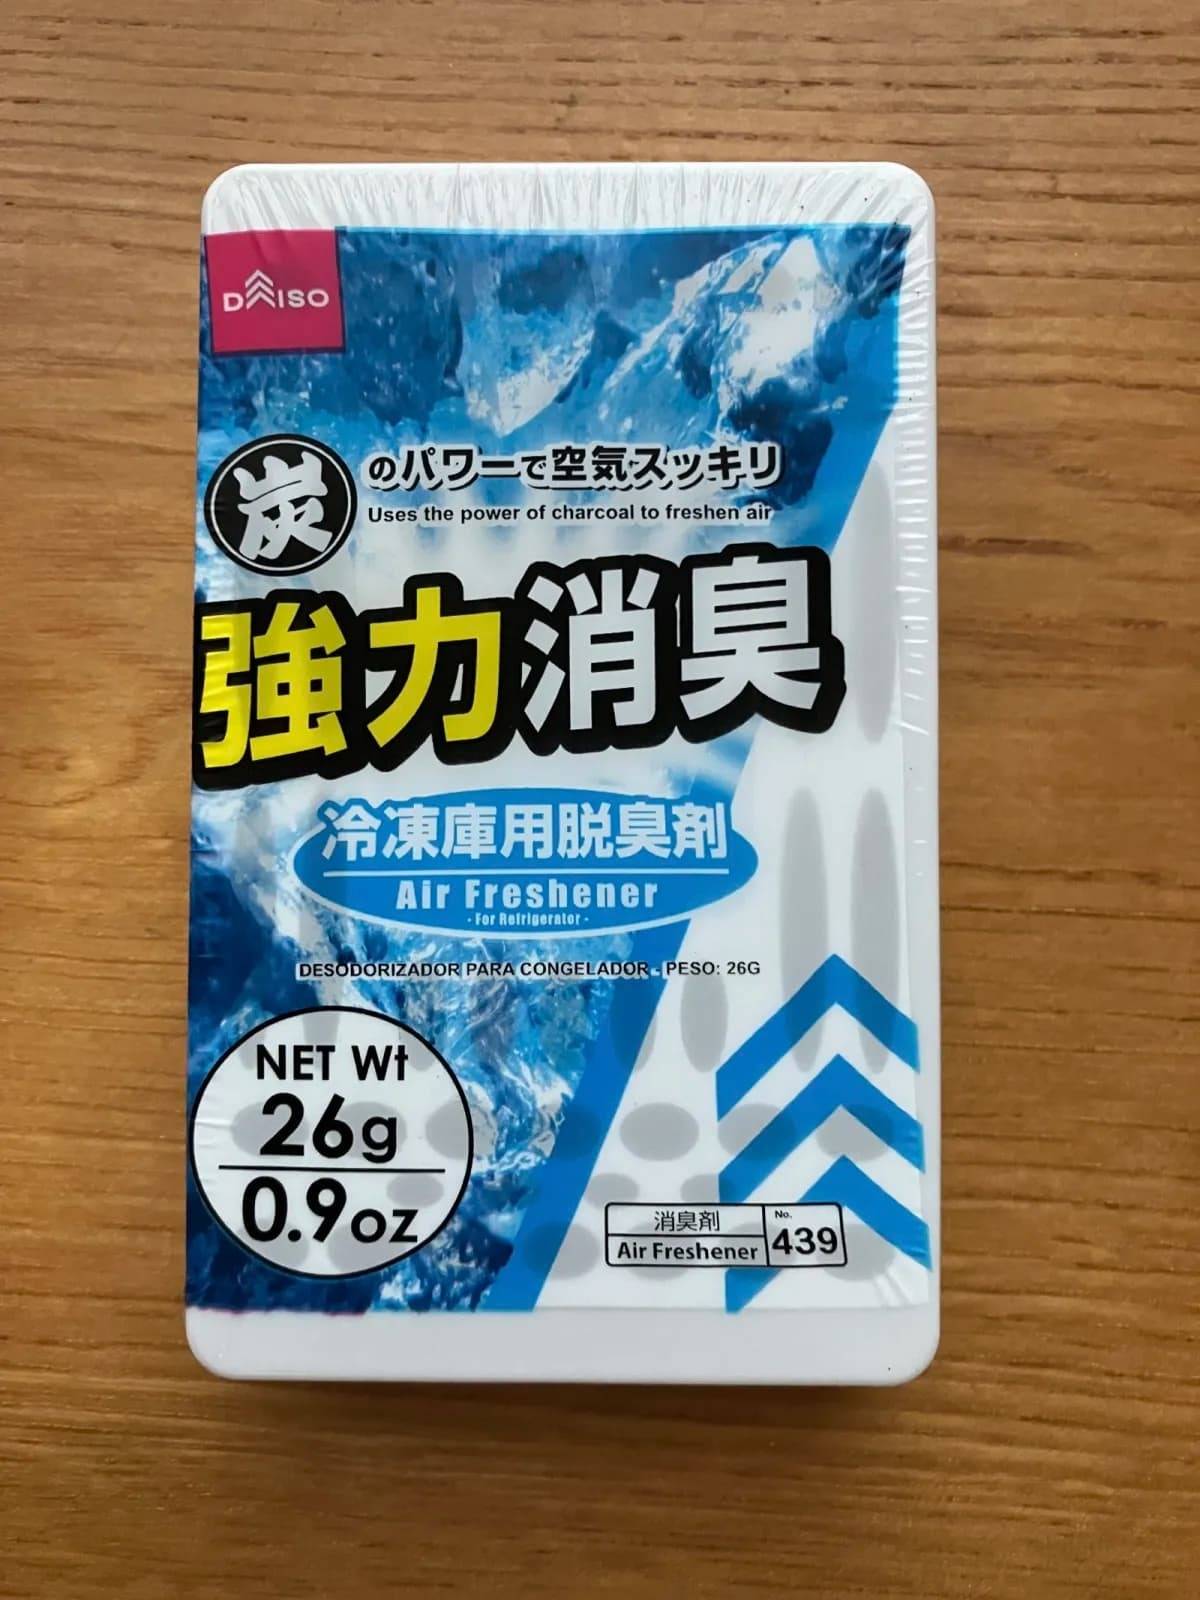 DAISO
炭のパワーで空気スッキリ
Uses the power of charcoal to freshen air
強力消臭
冷凍庫用脱臭剤
Air Freshener
- For Refrigerator -
DESODORIZADOR PARA CONGELADOR - PESO: 26G
NET Wt
26g
0.9oz
消臭剤
Air Freshener
No.
439